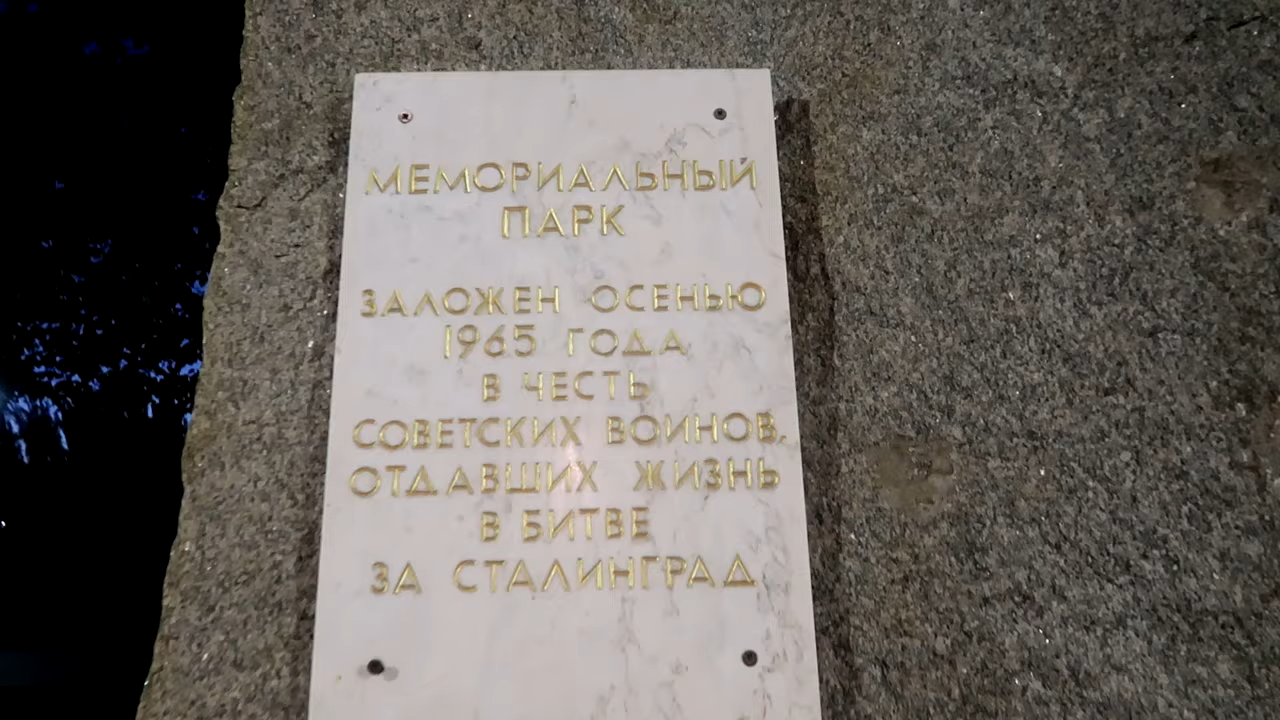 МЕМОРИАЛЬНЫЙ
ПАРК
ЗАЛОЖЕН ОСЕНЬЮ
1965 ГОДА
В ЧЕСТЬ
СОВЕТСКИХ ВОИНОВ,
ОТДАВШИХ ЖИЗНЬ
В БИТВЕ
ЗА СТАЛИНГРАД